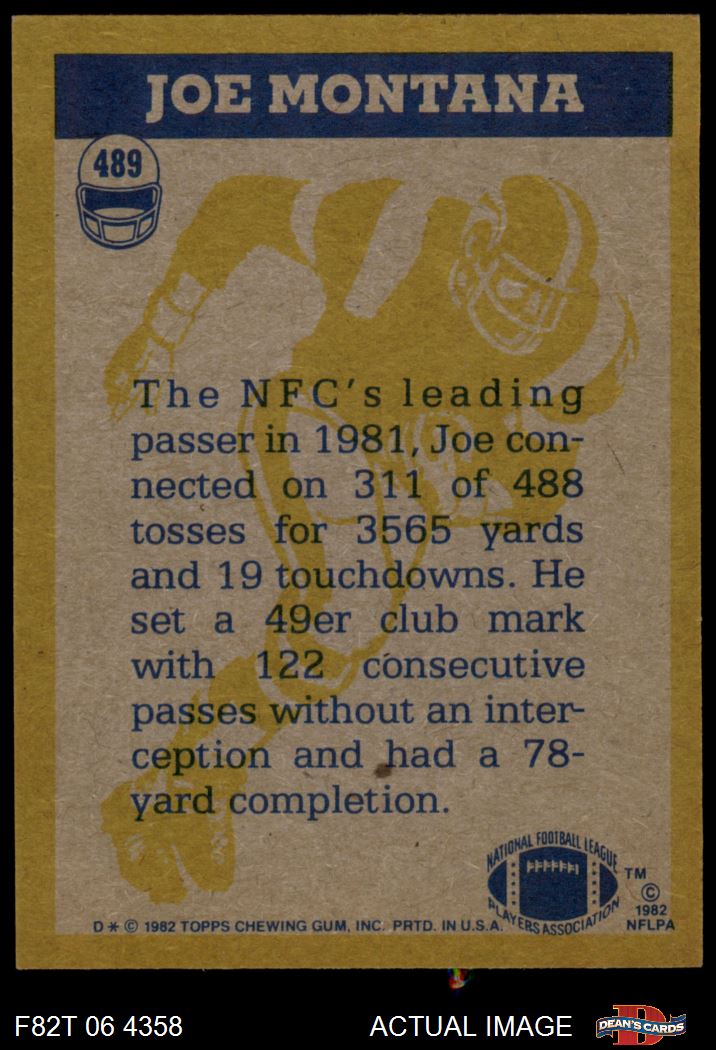 JOE MONTANA
489
The NFC's leading
passer in 1981, Joe con-
nected on 311 of 488
tosses for 3565 yards
and 19 touchdowns. He
set a 49er club mark
with 122 consecutive
passes without an inter-
ception and had a 78-
yard completion.
NATIONAL FOOTBALL LEAGUE
PLAYERS ASSOCIATION
TM
©
1982
NFLPA
D * © 1982 TOPPS CHEWING GUM, INC. PRTD. IN U.S.A.
F82T 06 4358
ACTUAL IMAGE
D
DEAN'S CARDS